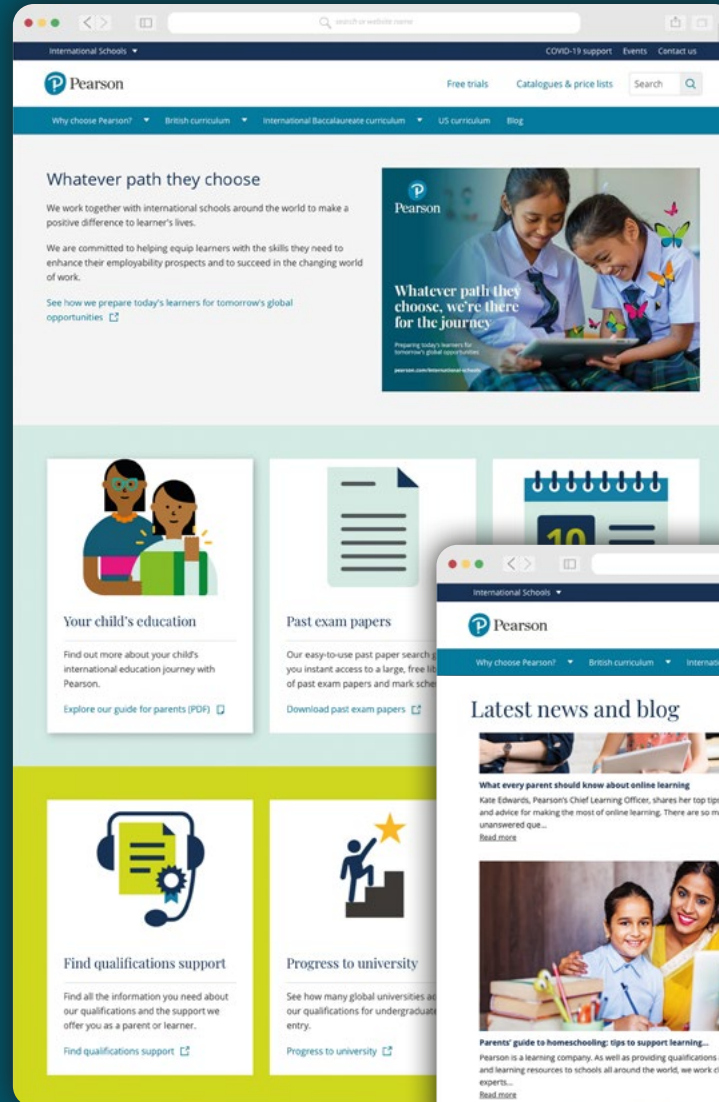 search or website name
International Schools
COVID-19 support Events Contact us
Pearson
Free trials Catalogues & price lists Search
Why choose Pearson? British curriculum International Baccalaureate curriculum US curriculum Blog
Whatever path they choose
We work together with international schools around the world to make a
positive difference to learner's lives.
We are committed to helping equip learners with the skills they need to
enhance their employability prospects and to succeed in the changing world
of work.
See how we prepare today's learners for tomorrow's global
opportunities
Pearson
Whatever path they
choose, we're there
for the journey
Preparing today's learners for
tomorrow's global opportunities
pearson.com/international-schools
10
Your child's education
Find out more about your child's
international education journey with
Pearson.
Explore our guide for parents (PDF)
Past exam papers
Our easy-to-use past paper search
you instant access to a large, free
of past exam papers and mark
Download past exam papers
Find qualifications support
Find all the information you need about
our qualifications and the support we
offer you as a parent or learner.
Find qualifications support
Progress to university
See how many global universities
our qualifications for undergraduate
entry.
Progress to university
International Schools
Pearson
Why choose Pearson? British curriculum
Latest news and blog
What every parent should know about online learning
Kate Edwards, Pearson's Chief Learning Officer, shares her top tips
and advice for making the most of online learning. There are so
unanswered que...
Read more
Parents' guide to homeschooling: tips to support learning...
Pearson is a learning company. As well as providing qualifications
and learning resources to schools all around the world, we work
experts...
Read more